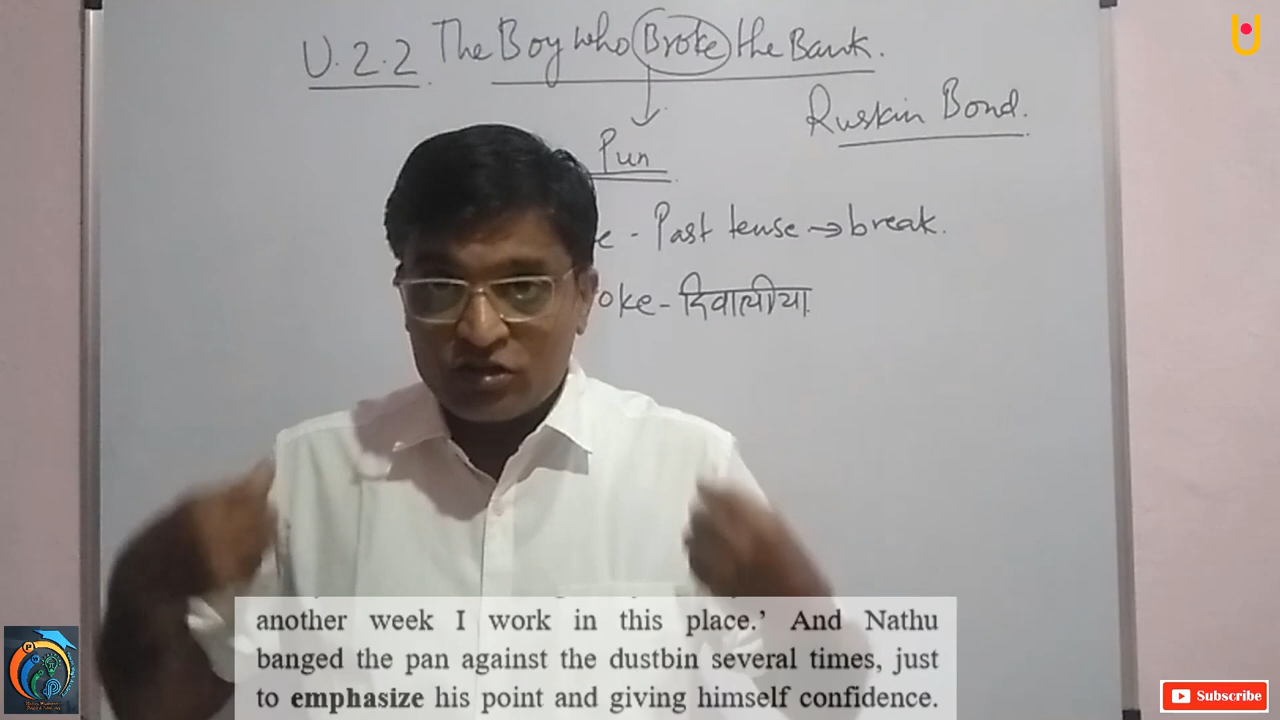 U.2.2 The Boy who Broke the Bank.
Ruskin Bond.
Pun
e - Past tense → break.
oke - दिवालीया
another week I work in this place.’ And Nathu
banged the pan against the dustbin several times, just
to emphasize his point and giving himself confidence.
Subscribe